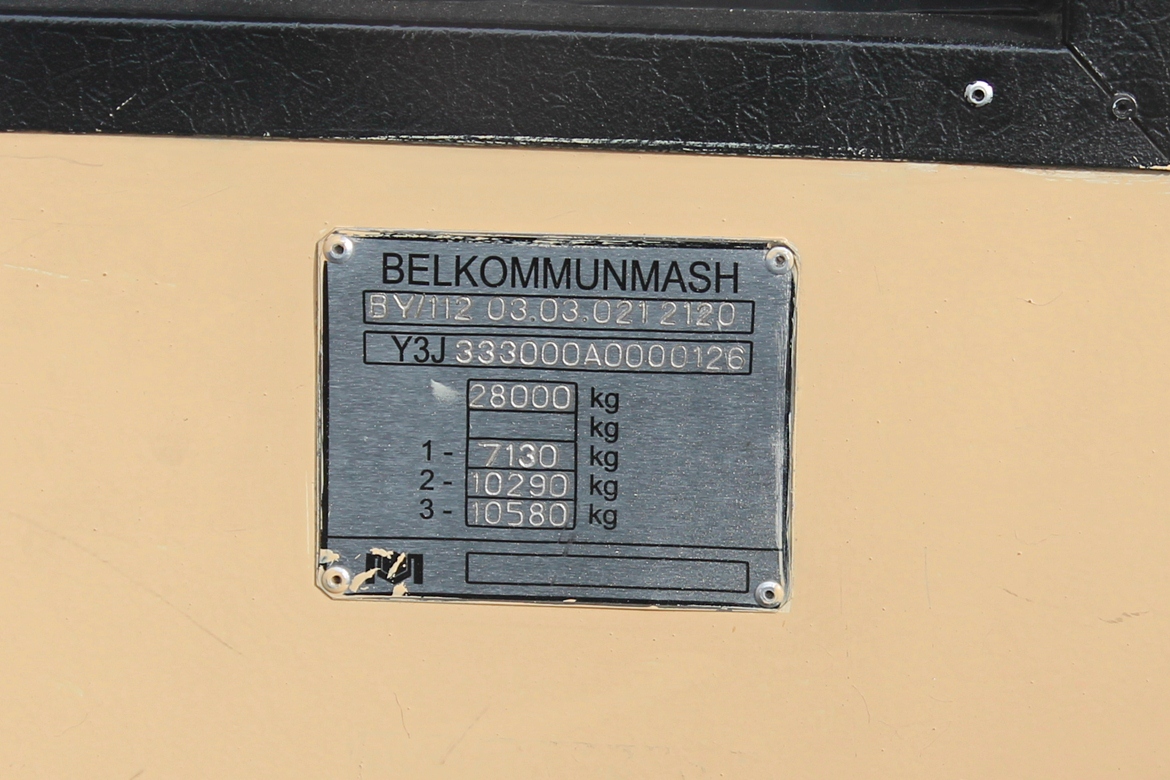 BELKOMMUNMASH
BY/112 03.03.021 2120
Y3J 333000A0000126
28000 kg
kg
1 - 7130 kg
2 - 10290 kg
3 - 10580 kg